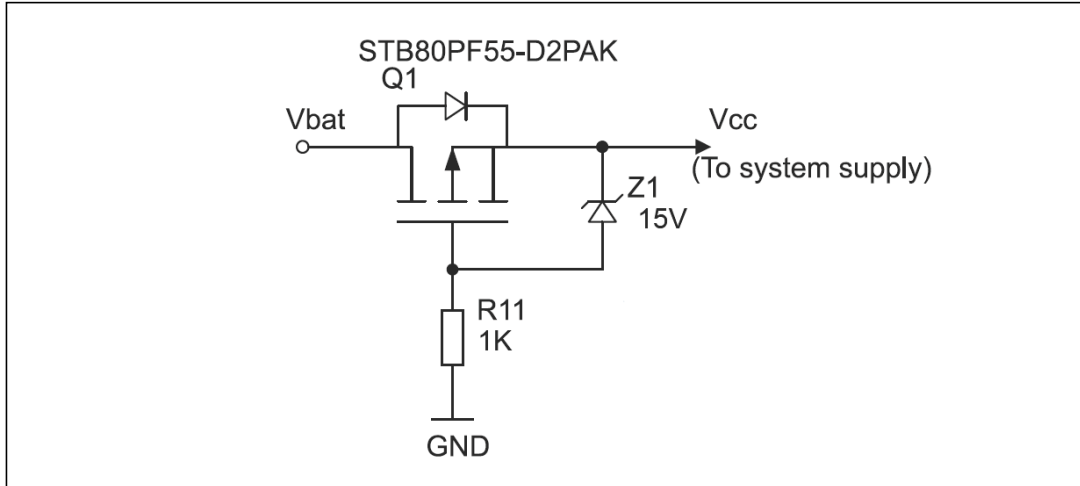 STB80PF55-D2PAK
Q1
Vbat
Vcc
(To system supply)
Z1
15V
R11
1K
GND